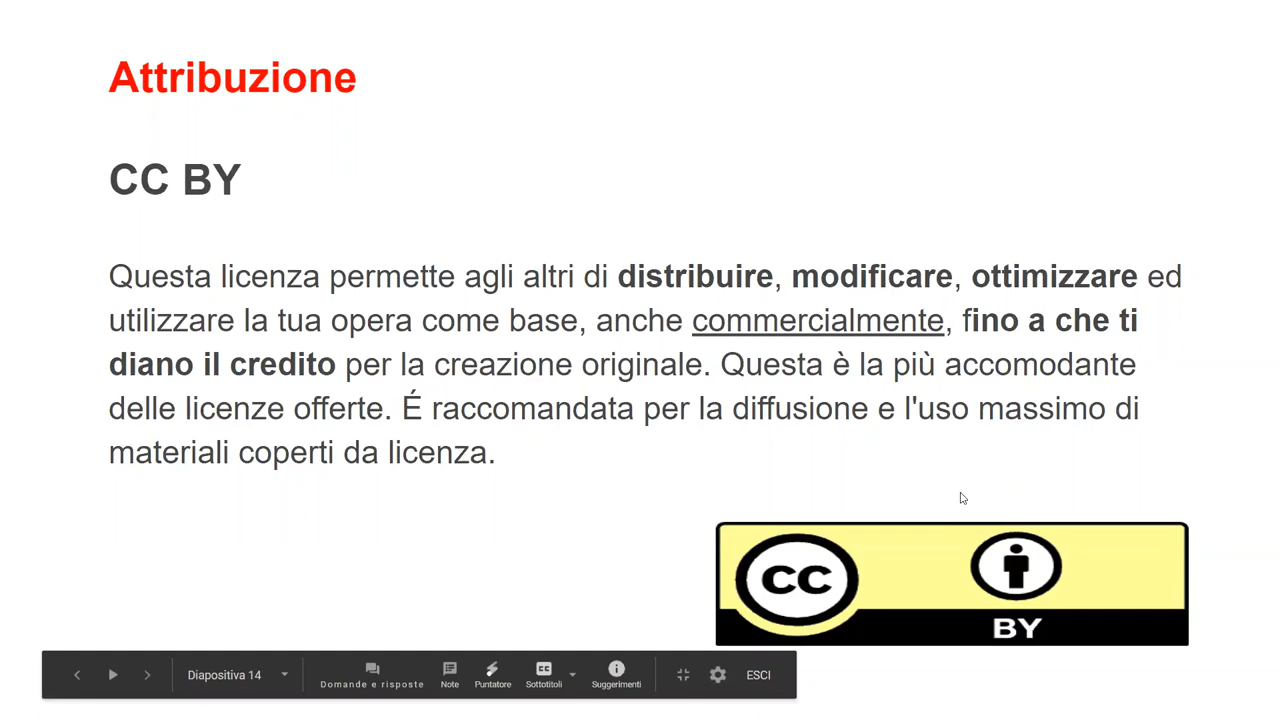 Attribuzione
CC BY
Questa licenza permette agli altri di distribuire, modificare, ottimizzare ed
utilizzare la tua opera come base, anche commercialmente, fino a che ti
diano il credito per la creazione originale. Questa è la più accomodante
delle licenze offerte. É raccomandata per la diffusione e l'uso massimo di
materiali coperti da licenza.
CC
BY
Diapositiva 14
Domande e risposte
Note
Puntatore
CC
Sottotitoli
Suggerimenti
ESCI